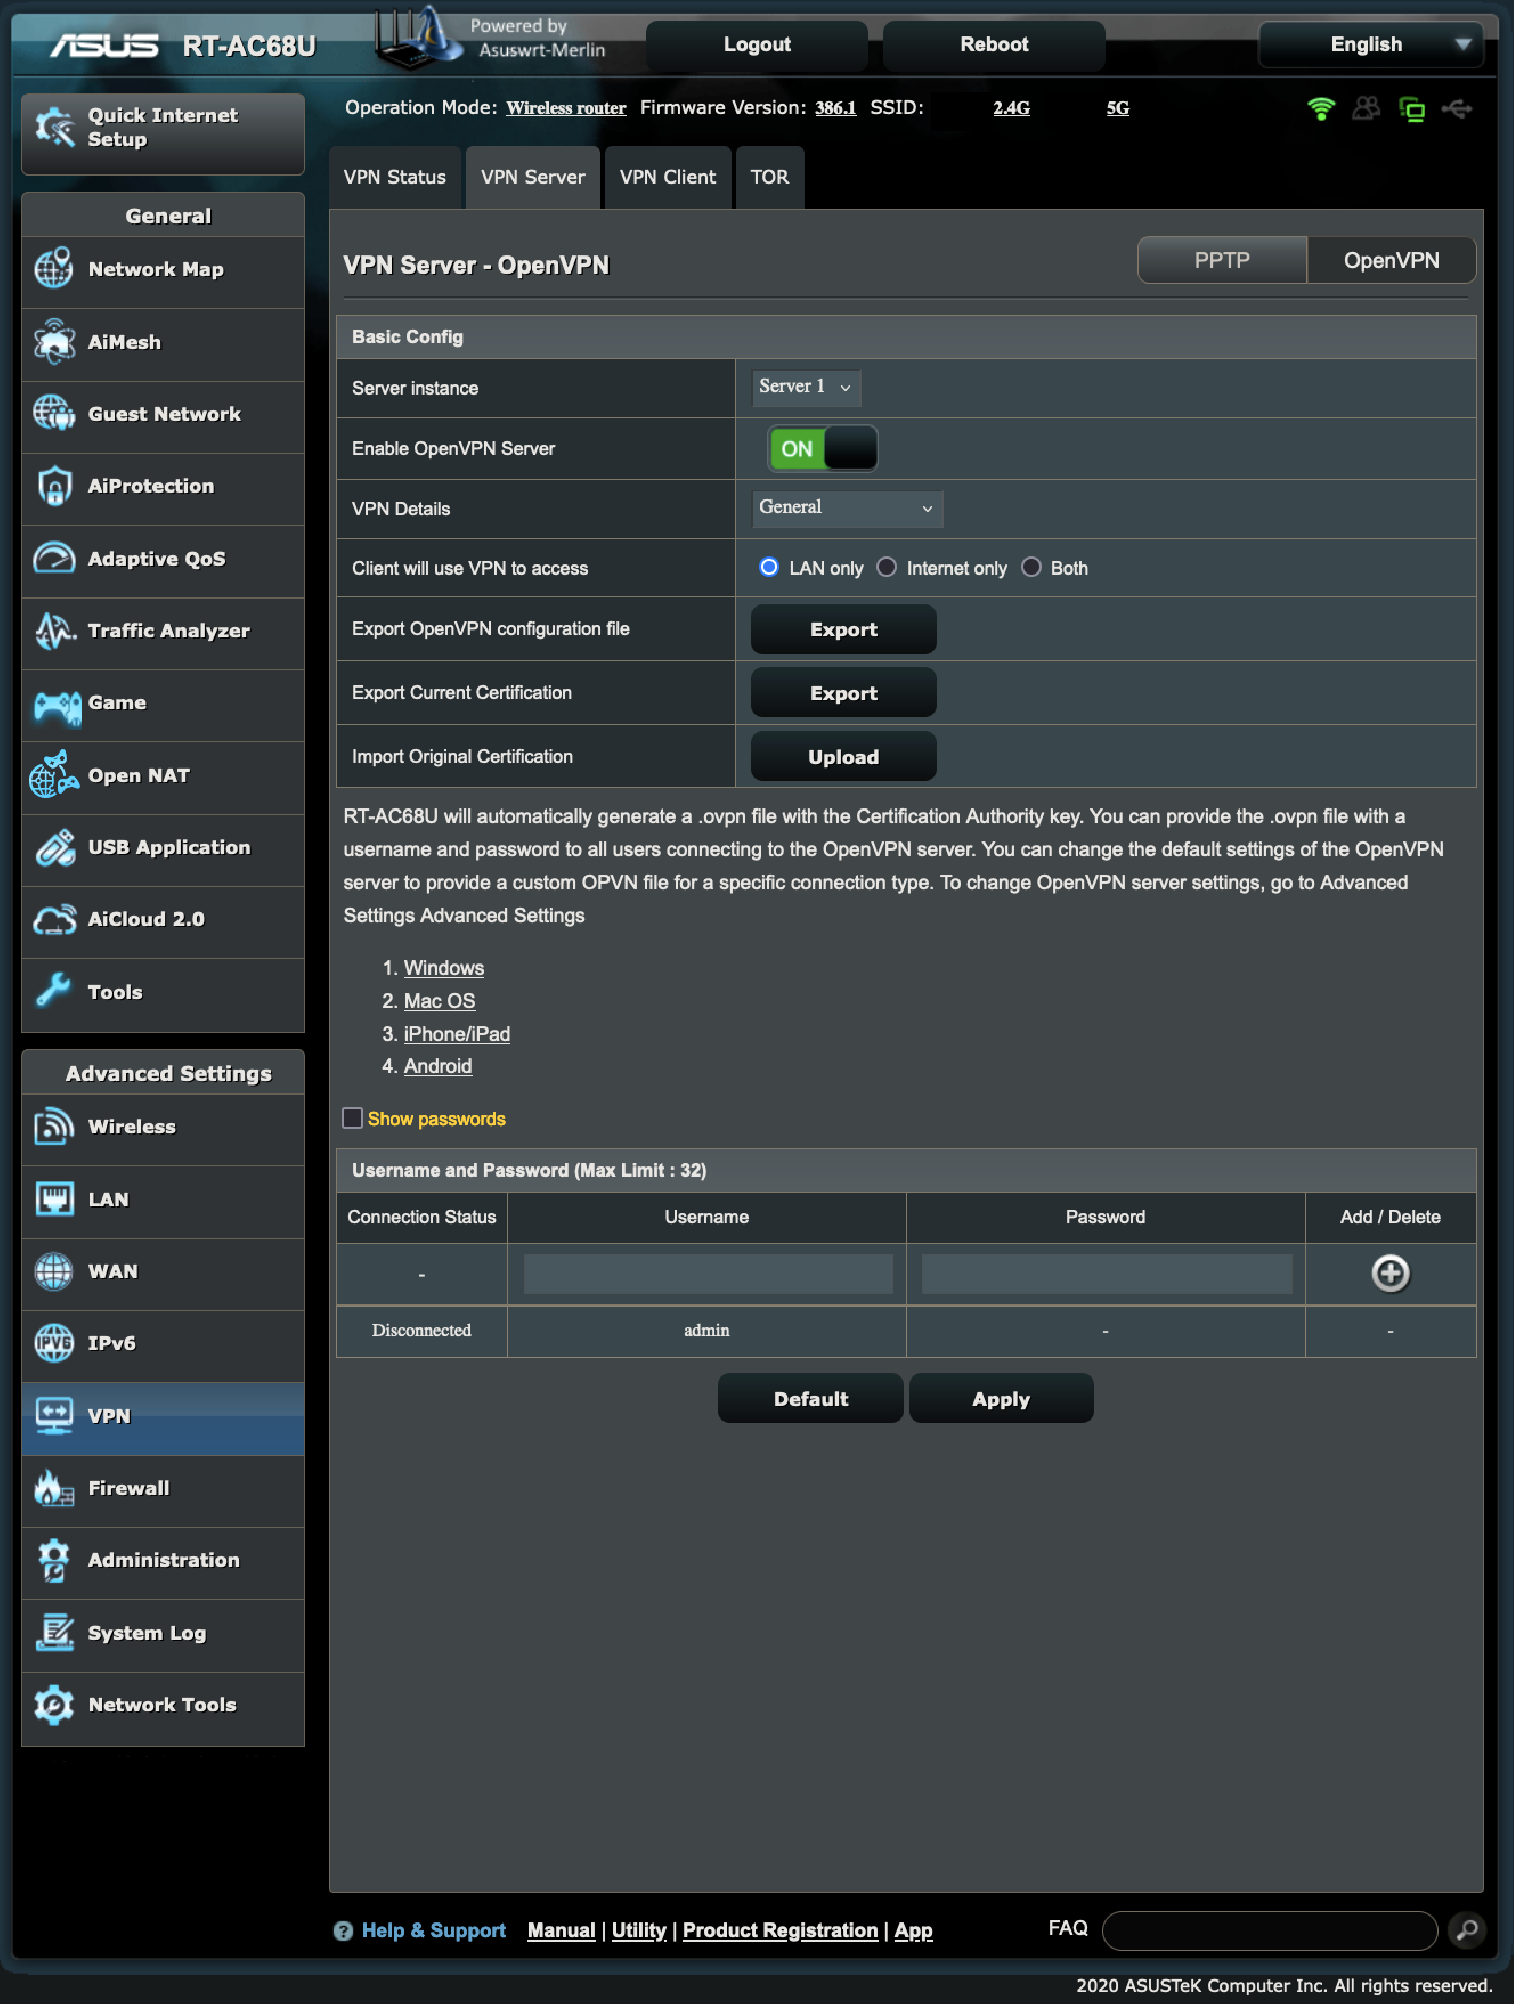 ASUS RT-AC68U
Powered by
Asuswrt-Merlin
Logout
Reboot
English
Quick Internet
Setup
Operation Mode: Wireless router Firmware Version: 386.1 SSID: 2.4G 5G
VPN Status
VPN Server
VPN Client
TOR
General
Network Map
AiMesh
Guest Network
AiProtection
Adaptive QoS
Traffic Analyzer
Game
Open NAT
USB Application
AiCloud 2.0
Tools
Advanced Settings
Wireless
LAN
WAN
IPv6
VPN
Firewall
Administration
System Log
Network Tools
VPN Server - OpenVPN
PPTP
OpenVPN
Basic Config
Server instance
Server 1
Enable OpenVPN Server
ON
VPN Details
General
Client will use VPN to access
LAN only Internet only Both
Export OpenVPN configuration file
Export
Export Current Certification
Export
Import Original Certification
Upload
RT-AC68U will automatically generate a .ovpn file with the Certification Authority key. You can provide the .ovpn file with a
username and password to all users connecting to the OpenVPN server. You can change the default settings of the OpenVPN
server to provide a custom OPVN file for a specific connection type. To change OpenVPN server settings, go to Advanced
Settings Advanced Settings
1. Windows
2. Mac OS
3. iPhone/iPad
4. Android
Show passwords
Username and Password (Max Limit : 32)
Connection Status Username Password Add / Delete
-
Disconnected admin - -
Default
Apply
? Help & Support Manual | Utility | Product Registration | App
FAQ
2020 ASUSTeK Computer Inc. All rights reserved.